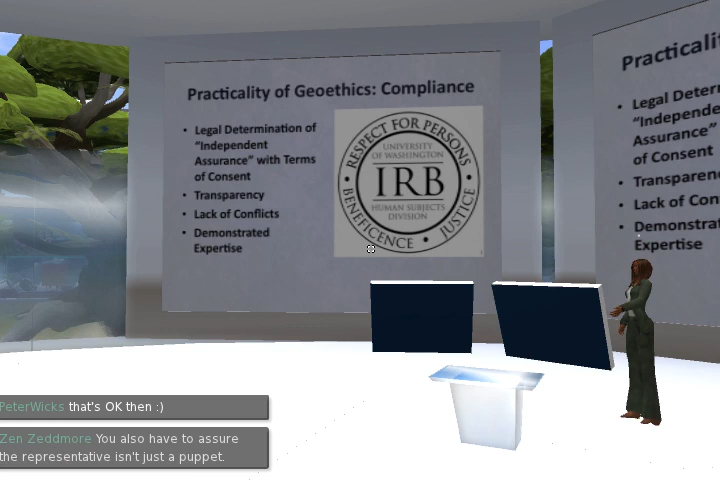 Practicality of Geoethics: Compliance
• Legal Determination of
"Independent
Assurance" with Terms
of Consent
• Transparency
• Lack of Conflicts
• Demonstrated
Expertise
RESPECT FOR PERSONS
UNIVERSITY
OF WASHINGTON
IRB
HUMAN SUBJECTS
DIVISION
BENEFICENCE • JUSTICE
Practicalit
• Legal Deter
"Independe
Assurance"
of Consent
• Transparen
• Lack of Con
• Demonstrat
Expertise
PeterWicks that's OK then :)
Zen Zeddmore You also have to assure
the representative isn't just a puppet.